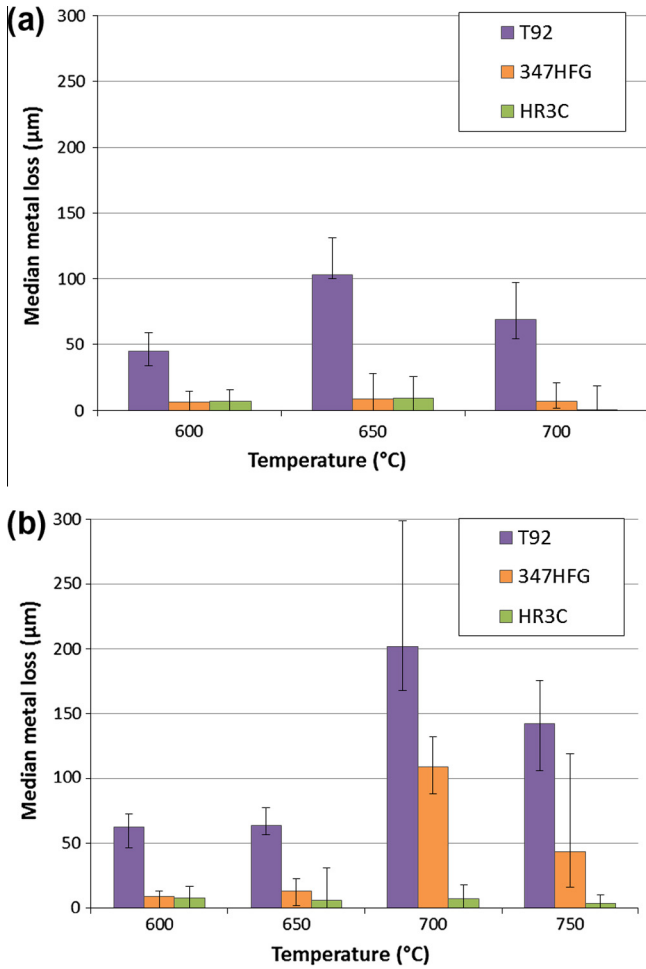 (a)
300
250
200
150
100
50
0
Median metal loss (µm)
T92
347HFG
HR3C
600 650 700
Temperature (°C)
(b)
300
250
200
150
100
50
0
Median metal loss (µm)
T92
347HFG
HR3C
600 650 700 750
Temperature (°C)